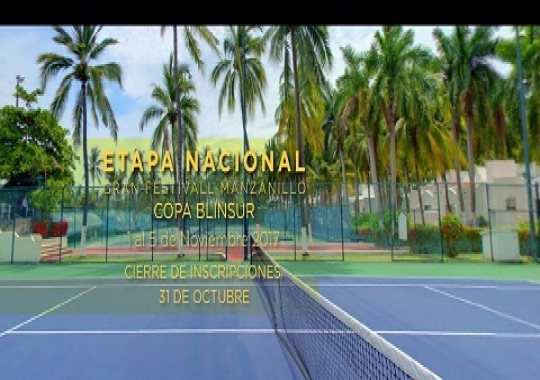 ETAPA NACIONAL
GRAN FESTIVALL MANZANILLO
COPA BLINSUR
1 al 5 de Noviembre 2017
CIERRE DE INSCRIPCIONES
31 DE OCTUBRE